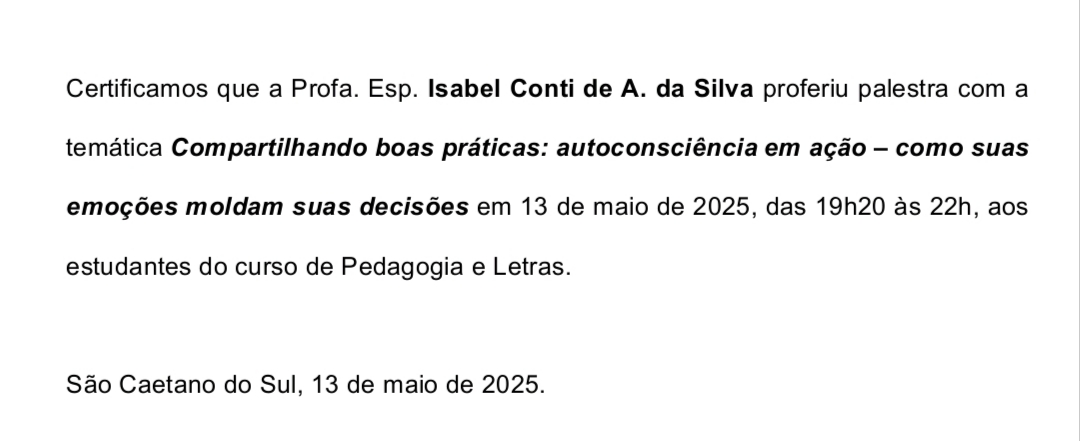 Certificamos que a Profa. Esp. Isabel Conti de A. da Silva proferiu palestra com a
temática Compartilhando boas práticas: autoconsciência em ação – como suas
emoções moldam suas decisões em 13 de maio de 2025, das 19h20 às 22h, aos
estudantes do curso de Pedagogia e Letras.
São Caetano do Sul, 13 de maio de 2025.